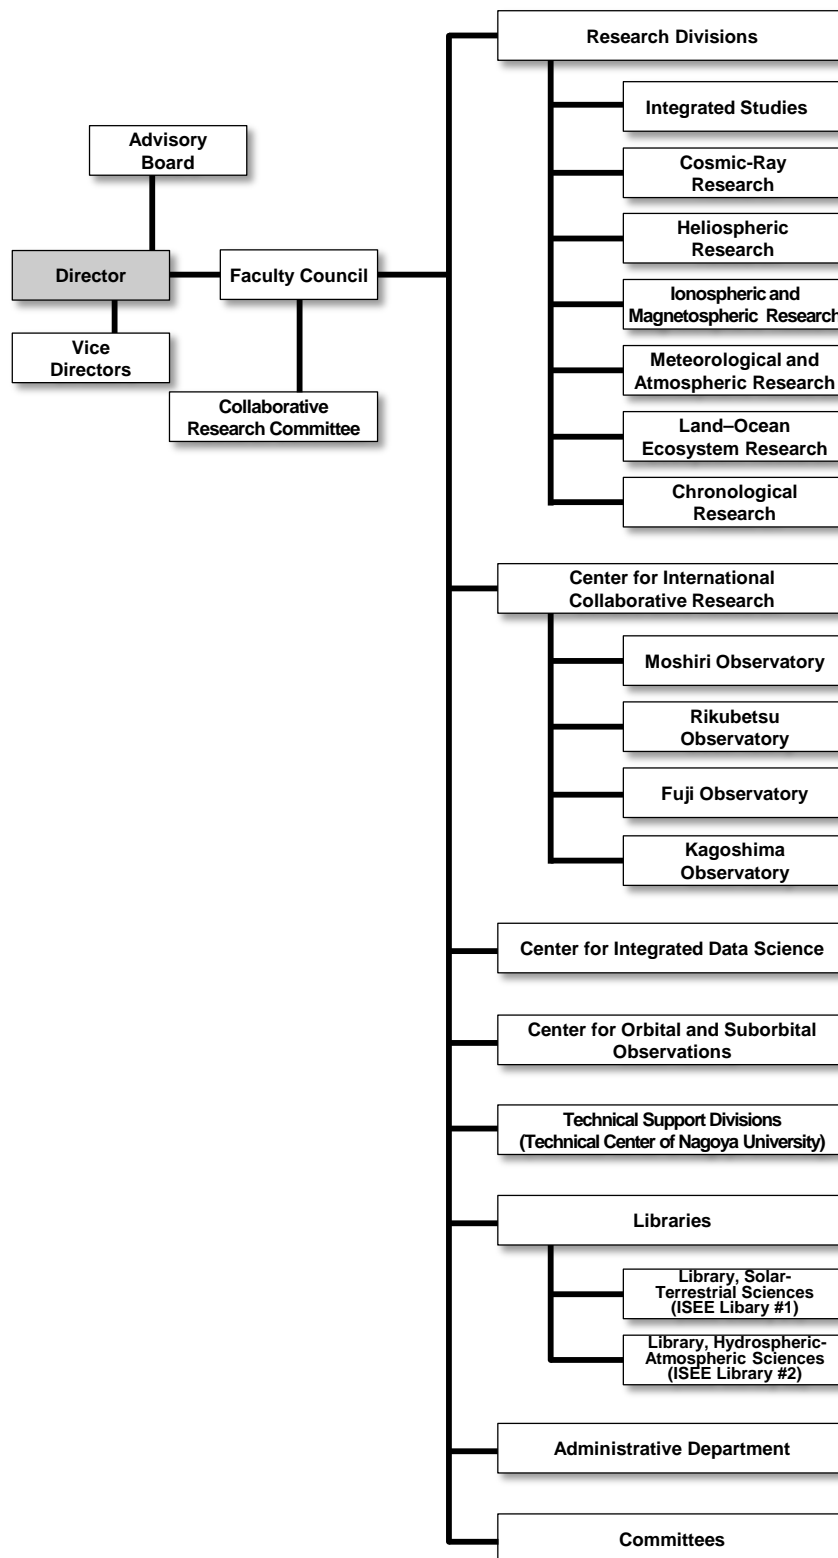 Advisory
Board
Director
Faculty Council
Vice
Directors
Collaborative
Research Committee
Research Divisions
Integrated Studies
Cosmic-Ray
Research
Heliospheric
Research
Ionospheric and
Magnetospheric Research
Meteorological and
Atmospheric Research
Land–Ocean
Ecosystem Research
Chronological
Research
Center for International
Collaborative Research
Moshiri Observatory
Rikubetsu
Observatory
Fuji Observatory
Kagoshima
Observatory
Center for Integrated Data Science
Center for Orbital and Suborbital
Observations
Technical Support Divisions
(Technical Center of Nagoya University)
Libraries
Library, Solar-
Terrestrial Sciences
(ISEE Libary #1)
Library, Hydrospheric-
Atmospheric Sciences
(ISEE Library #2)
Administrative Department
Committees